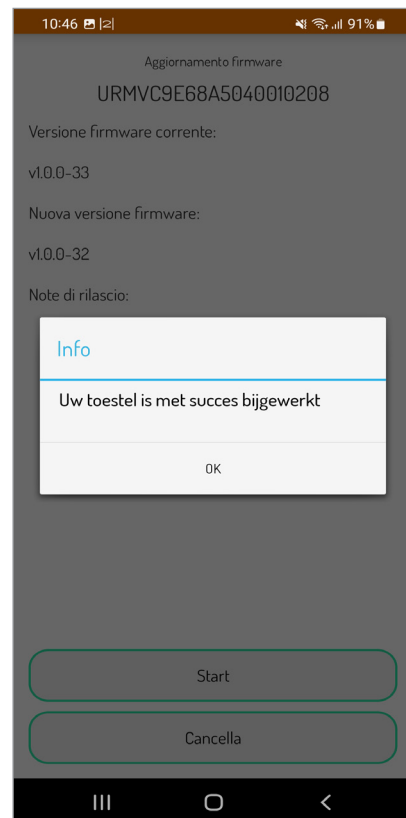 10:46 |2| 91%
Aggiornamento firmware
URMVC9E68A5040010208
Versione firmware corrente:
v1.0.0-33
Nuova versione firmware:
v1.0.0-32
Note di rilascio:
Info
Uw toestel is met succes bijgewerkt
OK
Start
Cancella